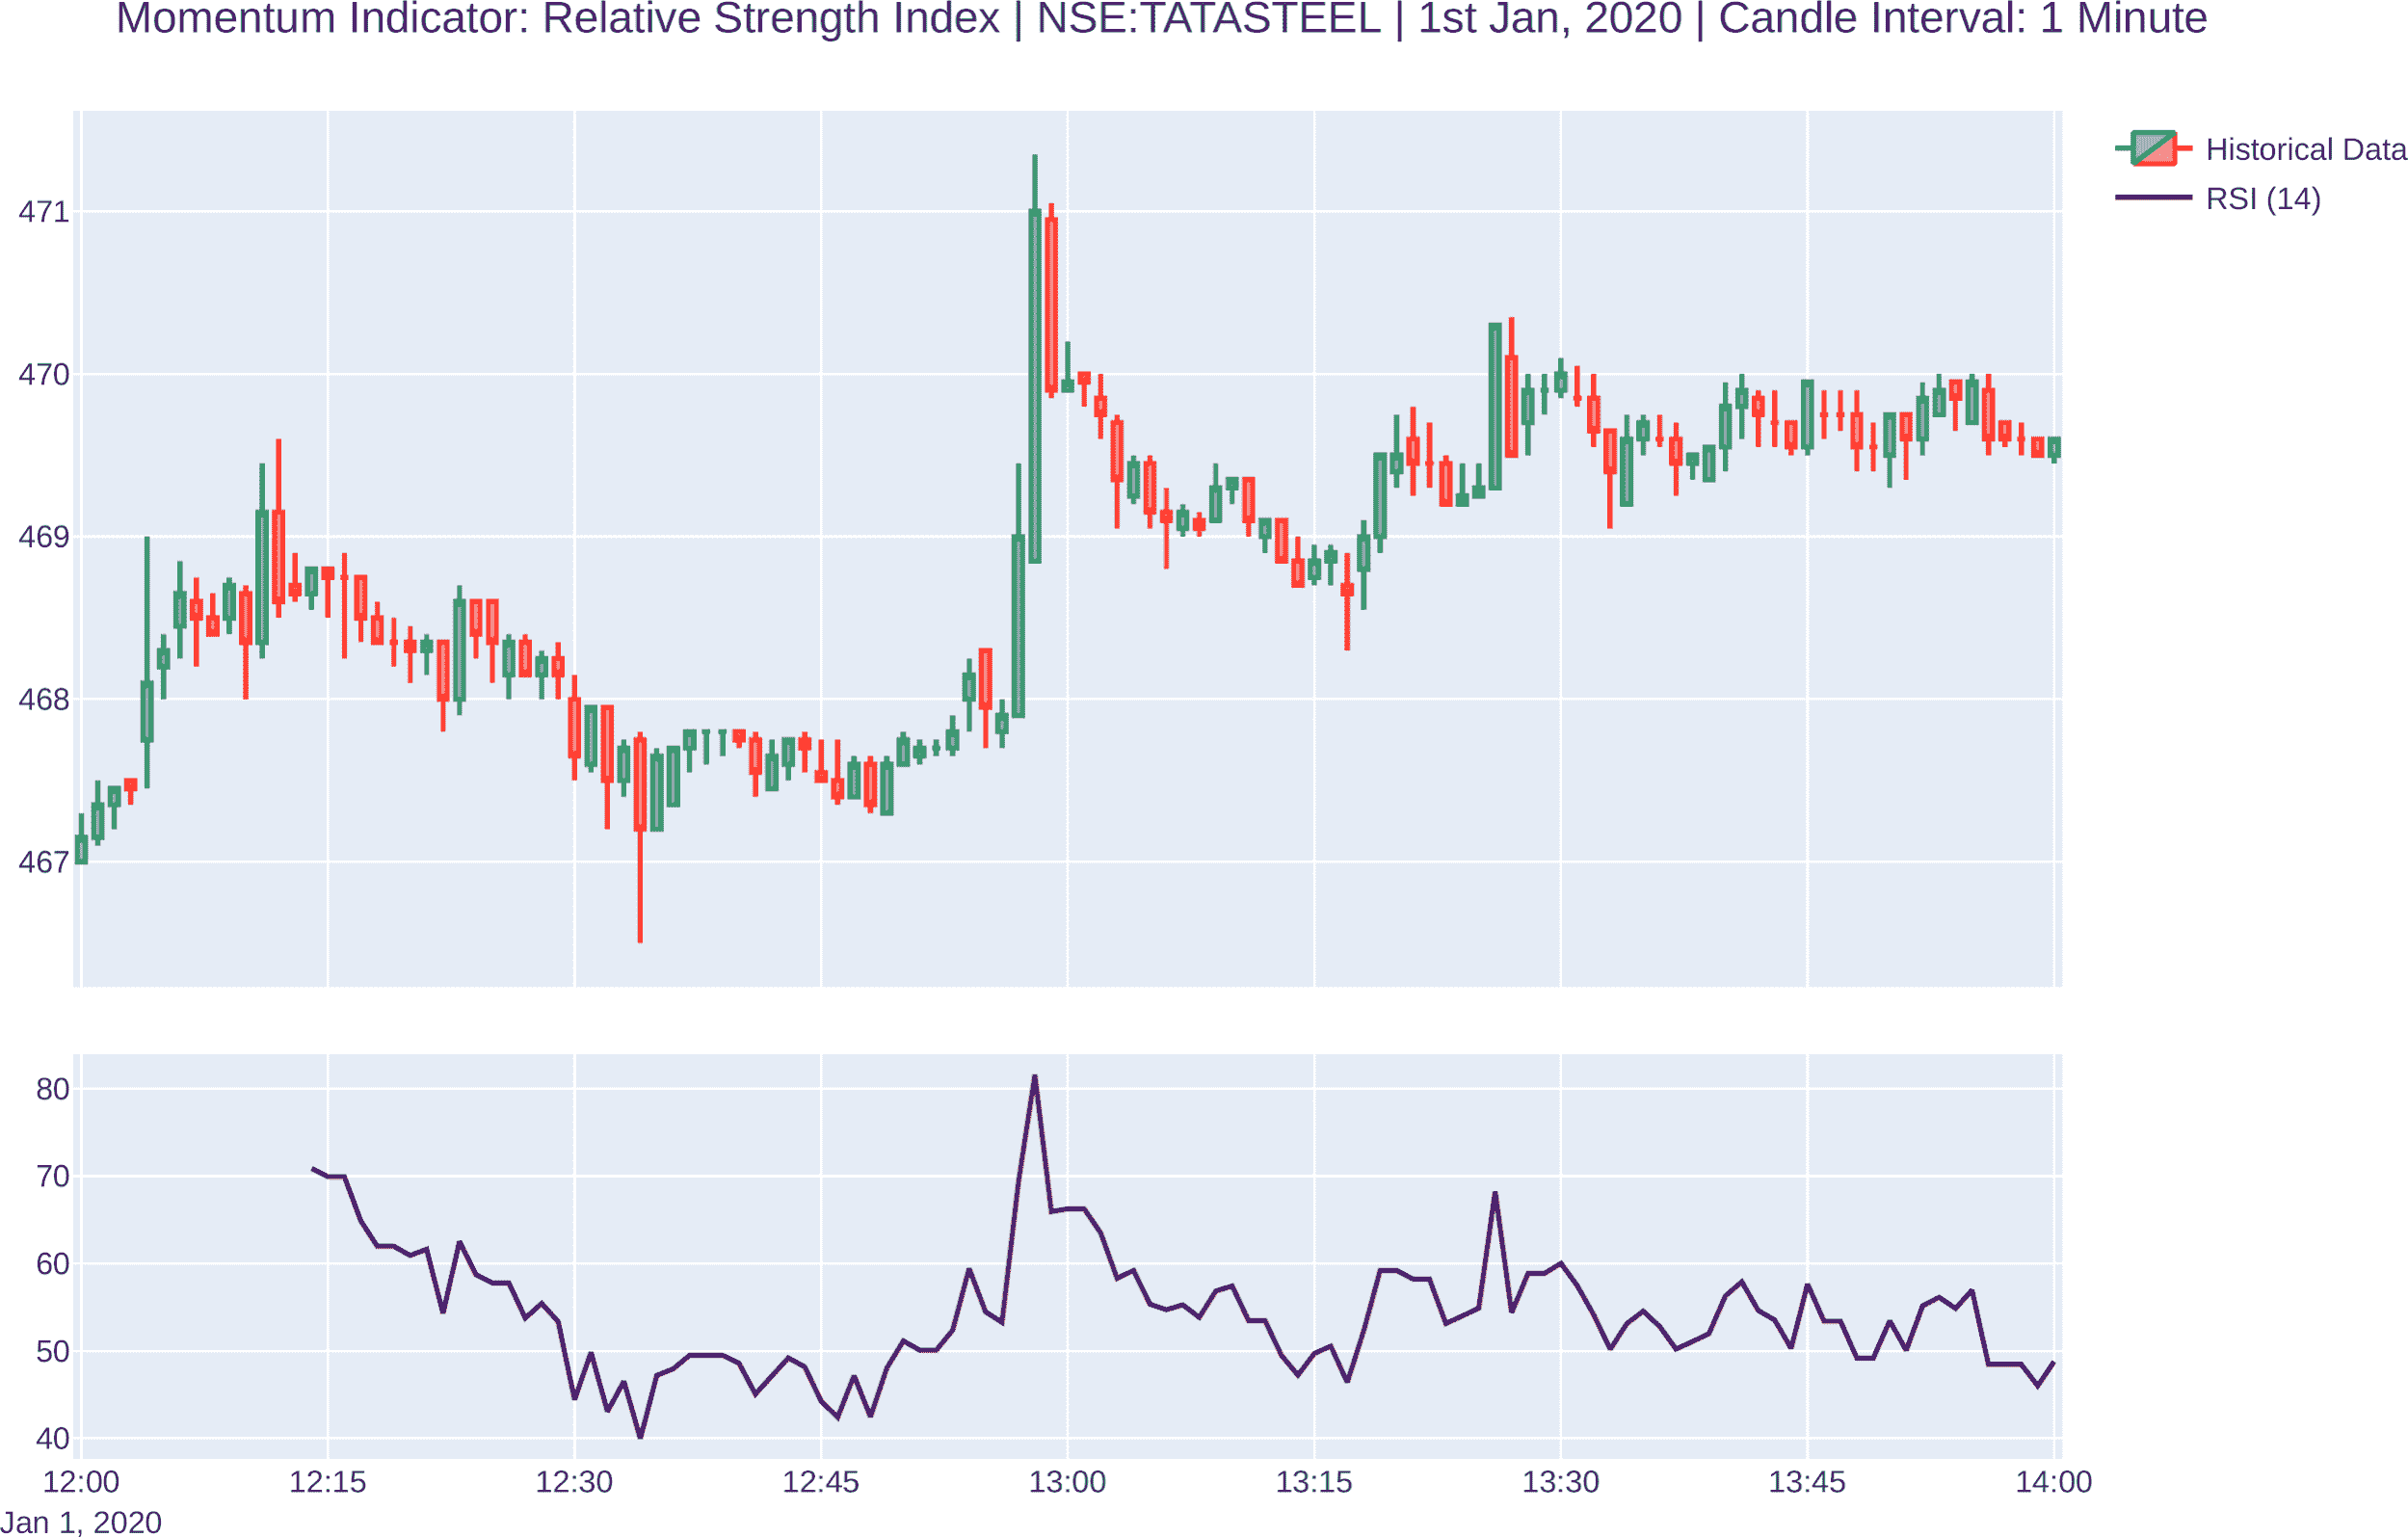 Momentum Indicator: Relative Strength Index | NSE:TATASTEEL | 1st Jan, 2020 | Candle Interval: 1 Minute
Historical Data
RSI (14)
471
470
469
468
467
80
70
60
50
40
12:00 12:15 12:30 12:45 13:00 13:15 13:30 13:45 14:00
Jan 1, 2020